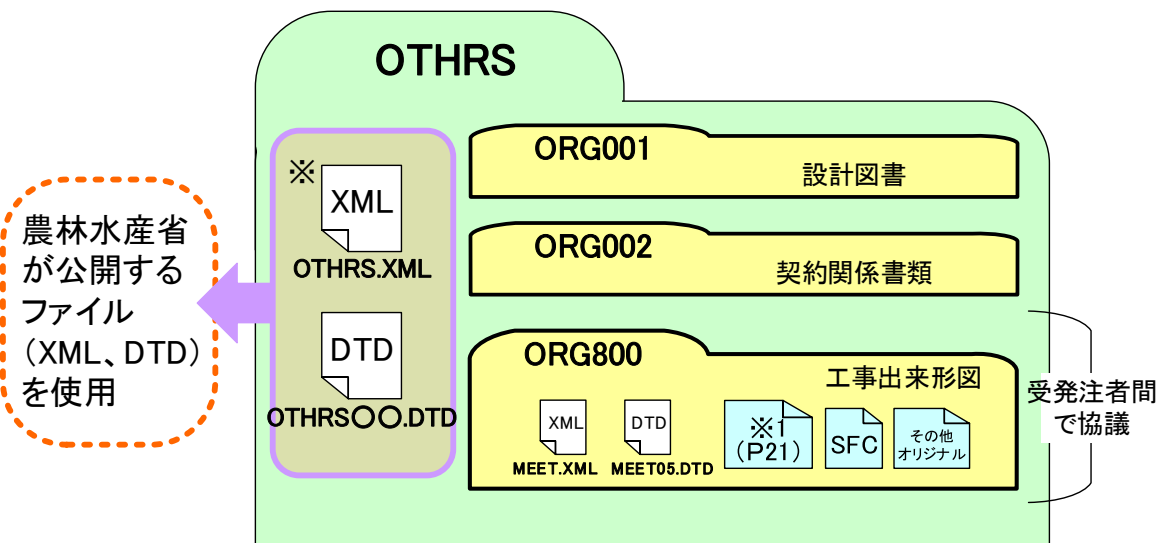 OTHRS
※
XML
OTHRS.XML
DTD
OTHRS〇〇.DTD
農林水産省
が公開する
ファイル
（XML、DTD）
を使用
ORG001
設計図書
ORG002
契約関係書類
ORG800
工事出来形図
XML
MEET.XML
DTD
MEET05.DTD
※1
（P21）
SFC
その他
オリジナル
受発注者間
で協議